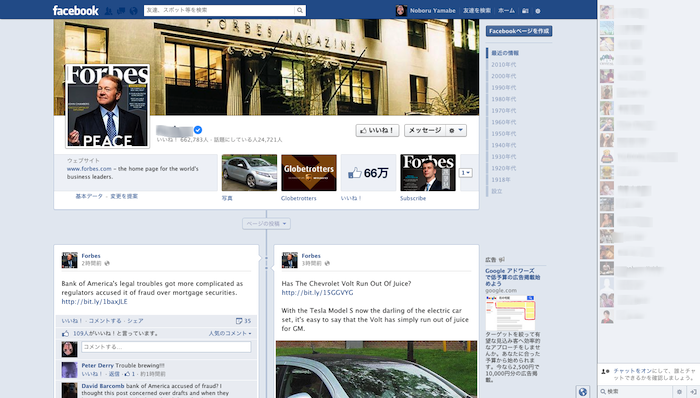 facebook
友達、スポット等を検索
Noboru Yamabe
友達を検索
ホーム
FORBES MAGAZINE
Facebookページを作成
最近の情報
2010年代
2000年代
1990年代
1980年代
1970年代
1960年代
1950年代
1940年代
1930年代
1920年代
1918年
設立
Forbes
PEACE
いいね！ 662,783人・話題にしている人24,721人
いいね！
メッセージ
ウェブサイト
www.forbes.com – the home page for the world's
business leaders.
基本データ・変更を提案
Globetrotters
66万
Forbes
1
写真
Globetrotters
いいね！
Subscribe
ページの投稿
Forbes
2時間前
Bank of America's legal troubles got more complicated as
regulators accused it of fraud over mortgage securities.
http://bit.ly/1baxJLE
いいね！・コメントする・シェア
35
109人がいいね！と言っています。
人気のコメント
コメントする...
Peter Derry Trouble brewing!!!
いいね！・返信・1・約1時間前
David Barcomb bank of America accused of fraud? I
thought this post concerned over drafts and when they
Forbes
3時間前
Has The Chevrolet Volt Run Out Of Juice?
http://bit.ly/15GGVYG
With the Tesla Model S now the darling of the electric car
set, it's easy to say that the Volt has simply run out of juice
for GM.
広告
Google アドワーズ
で低予算の広告掲載始
めよう
google.com
ターゲットを絞って有
望な見込み客へ効率的
なアプローチをしませ
んか。あなたに合った
予算から始められま
す。今なら2,500円で
10,000円分の広告掲
載。
チャットをオンにして、誰とチャ
ットできるかを確認しましょう。
検索